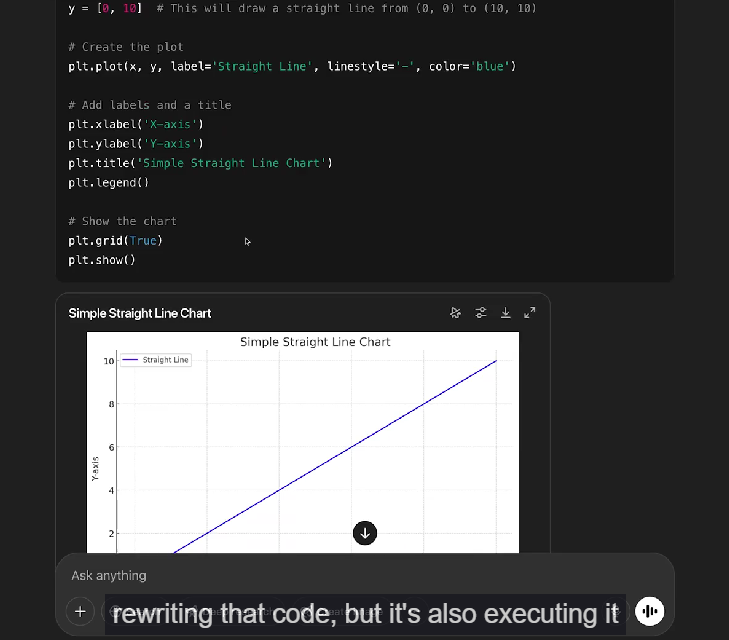 y = [0, 10]  # This will draw a straight line from (0, 0) to (10, 10)
# Create the plot
plt.plot(x, y, label='Straight Line', linestyle='-', color='blue')
# Add labels and a title
plt.xlabel('X-axis')
plt.ylabel('Y-axis')
plt.title('Simple Straight Line Chart')
plt.legend()
# Show the chart
plt.grid(True)
plt.show()
Simple Straight Line Chart
Simple Straight Line Chart
Straight Line
10
8
6
4
2
Y-axis
Ask anything
rewriting that code, but it's also executing it